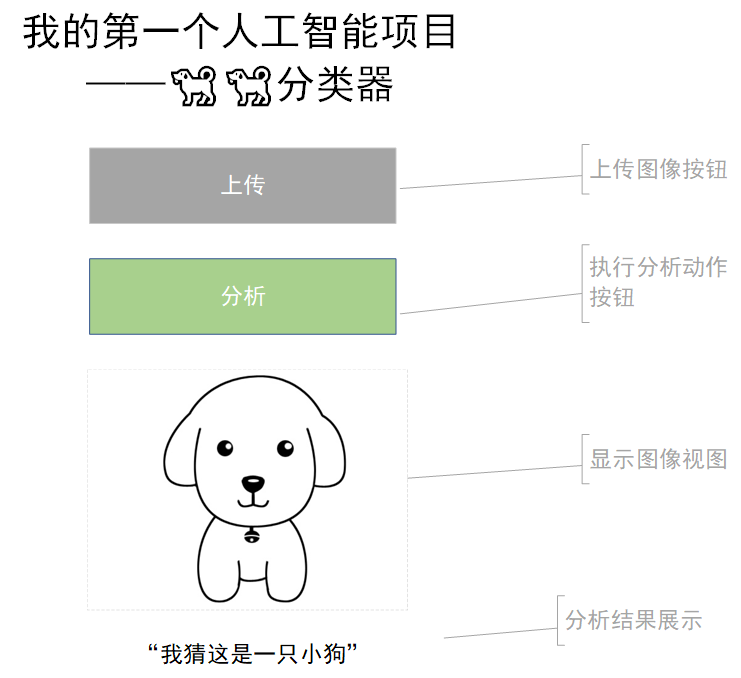 我的第一个人工智能项目
——🐕🐕分类器
上传
上传图像按钮
分析
执行分析动作
按钮
显示图像视图
分析结果展示
“我猜这是一只小狗”